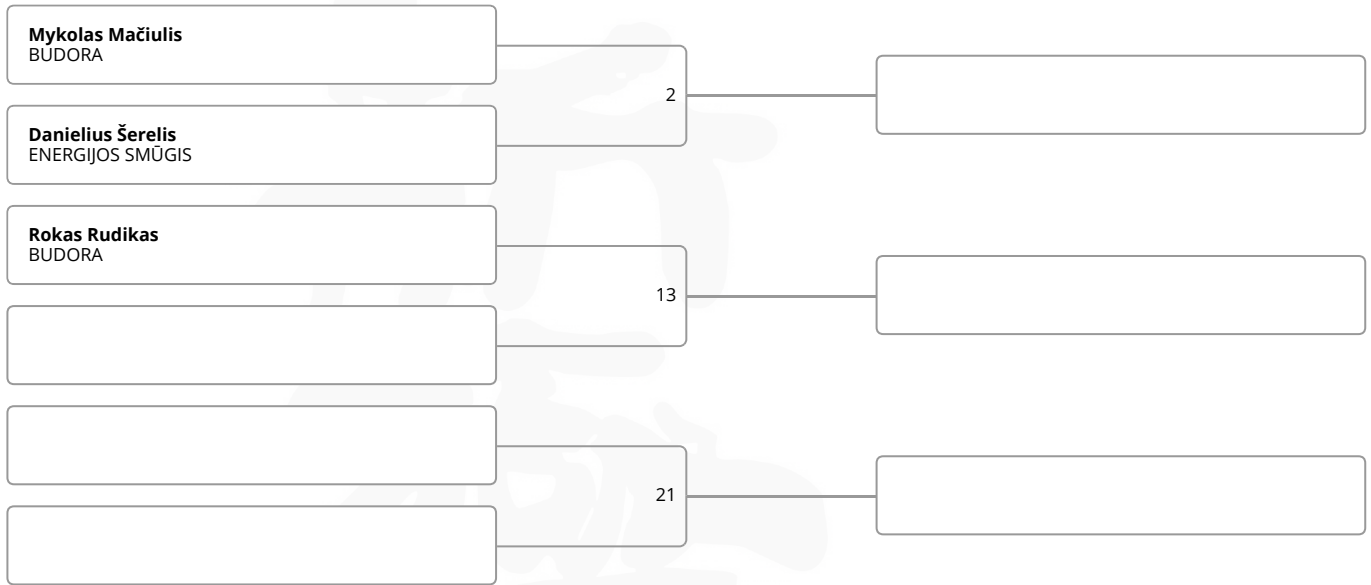 Mykolas Mačiulis
BUDORA
2
Danielius Šerelis
ENERGIJOS SMŪGIS
Rokas Rudikas
BUDORA
13
21